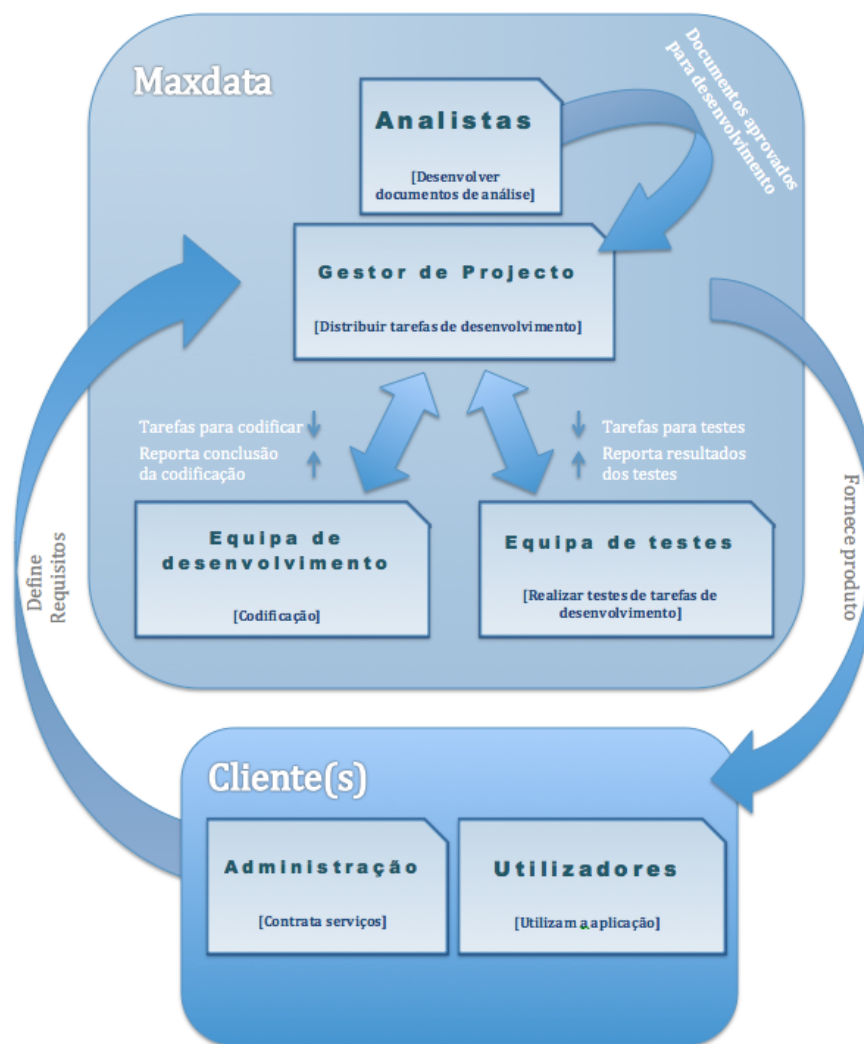 Maxdata
Documentos aprovados
para desenvolvimento
Analistas
[Desenvolver
documentos de análise]
Gestor de Projecto
[Distribuir tarefas de desenvolvimento]
Tarefas para codificar
Reporta conclusão
da codificação
Tarefas para testes
Reporta resultados
dos testes
Equipa de
desenvolvimento
[Codificação]
Equipa de testes
[Realizar testes de tarefas de
desenvolvimento]
Define
Requisitos
Fornece produto
Cliente(s)
Administração
[Contrata serviços]
Utilizadores
[Utilizam a aplicação]